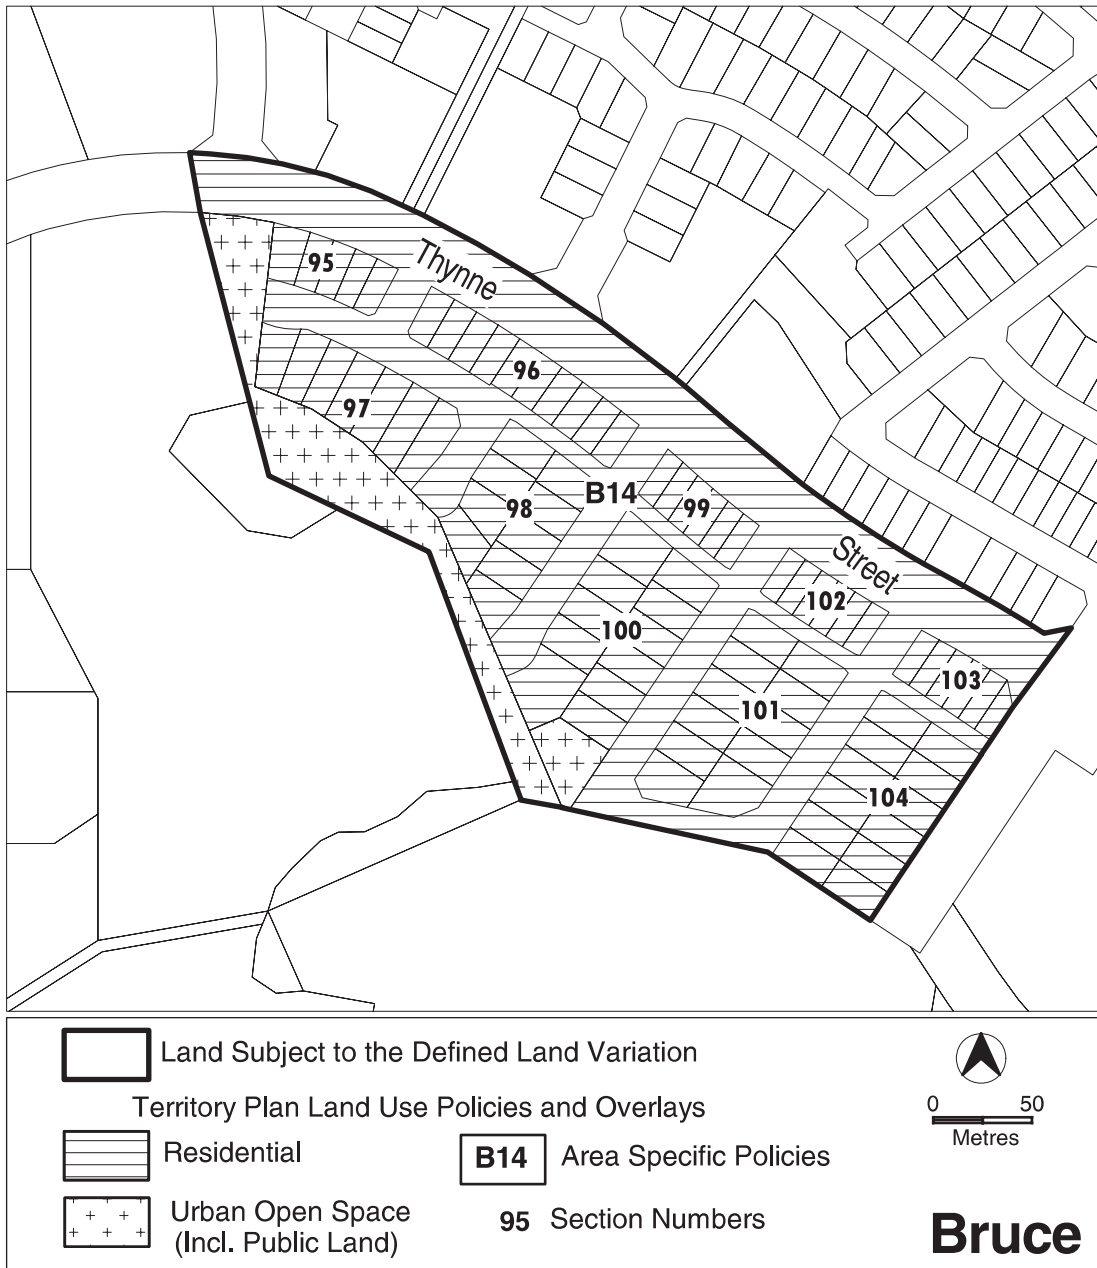 95
Thynne
96
97
B14
98
99
Street
102
100
103
101
104
Land Subject to the Defined Land Variation
Territory Plan Land Use Policies and Overlays
0 50
Metres
Residential
B14 Area Specific Policies
Urban Open Space
(Incl. Public Land)
95 Section Numbers
Bruce